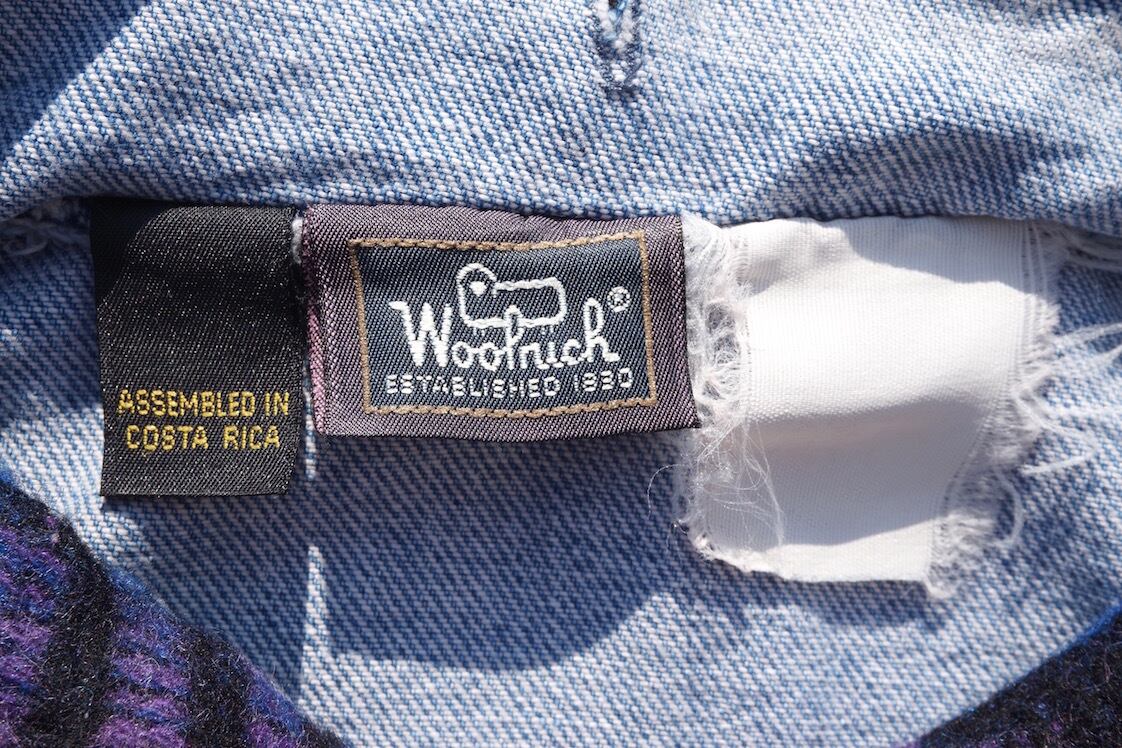 ASSEMBLED IN
COSTA RICA
Woolrich®
ESTABLISHED 1830